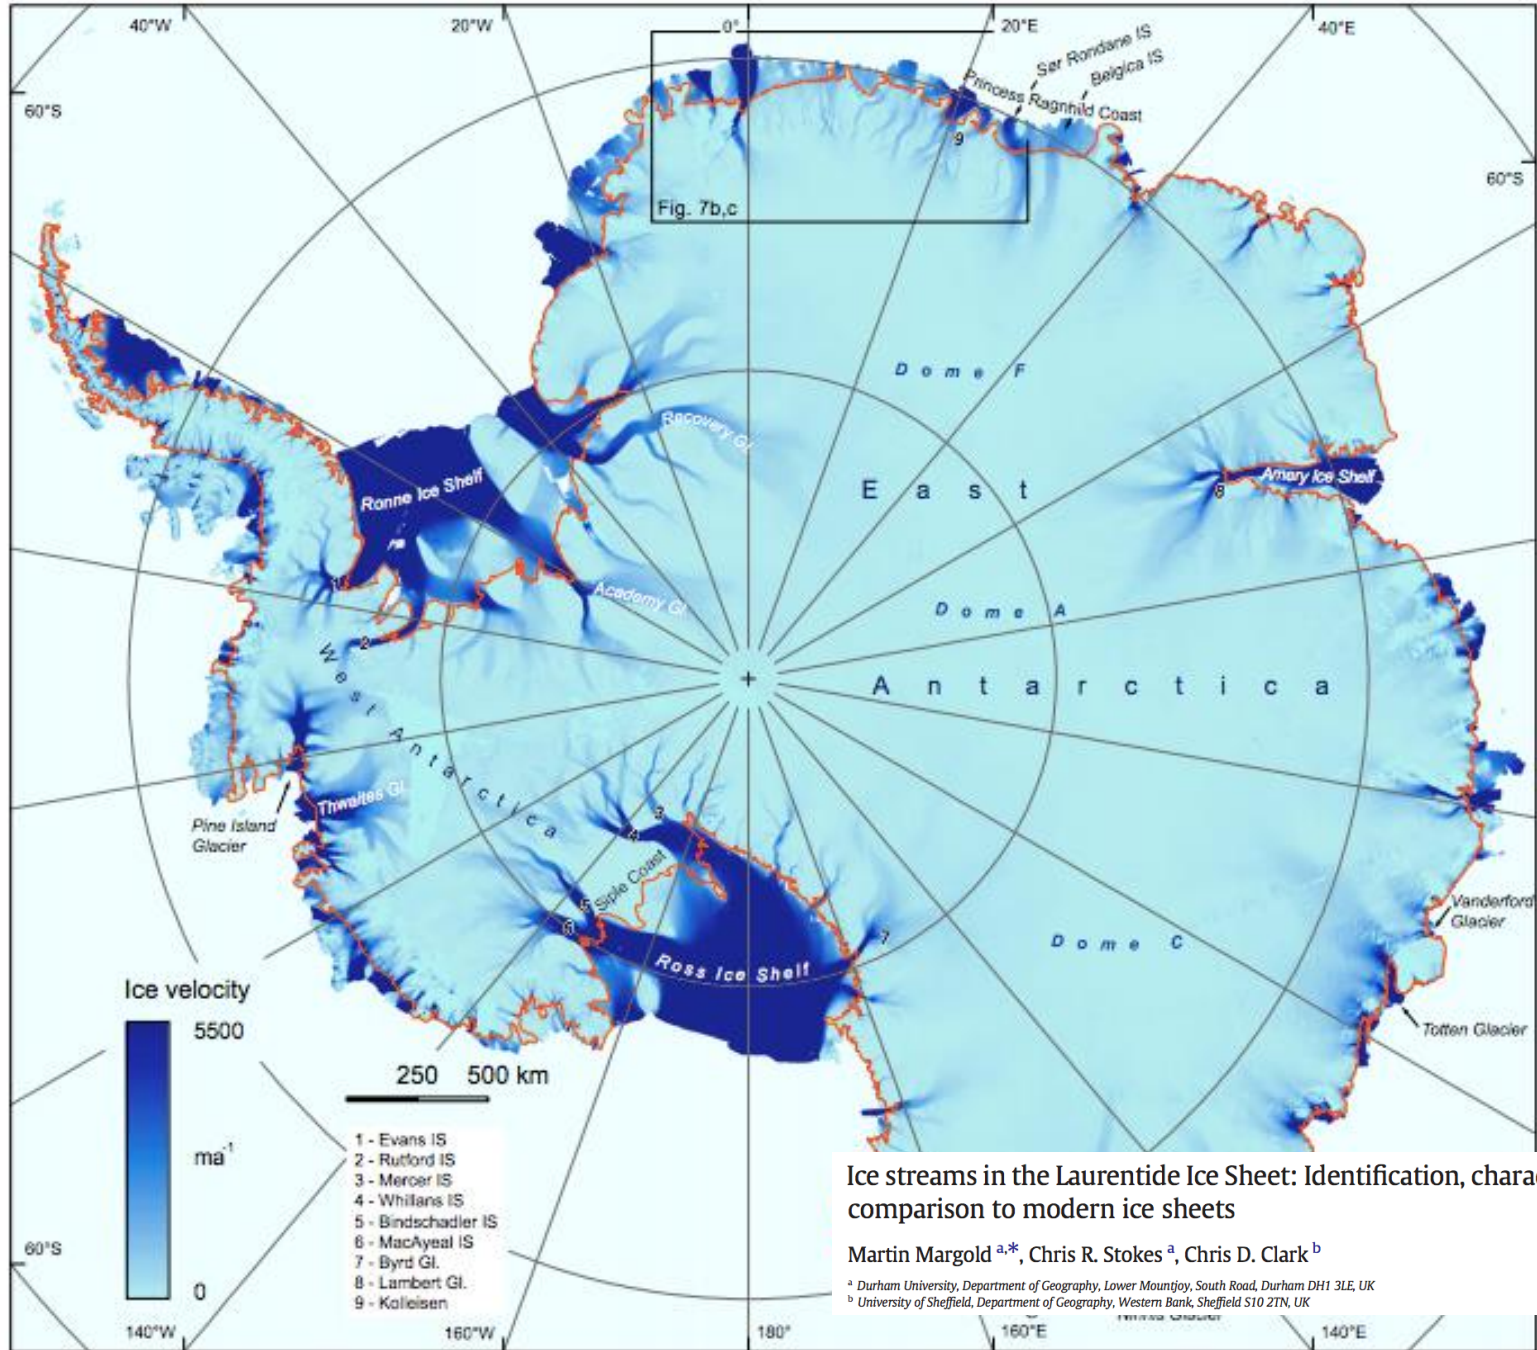 40°W
20°W
0°
20°E
40°E
Sør Rondane IS
Belgica IS
Princess Ragnhild Coast
60°S
9
60°S
Fig. 7b,c
Dome F
Recovery Gl.
East
Ronne Ice Shelf
Amery Ice Shelf
8
1
Academy Gl.
Dome A
2
West Antarctica
Antarctica
Thwaites Gl.
Pine Island
Glacier
3
4
Siple Coast
5
6
7
Vanderford
Glacier
Dome C
Ross Ice Shelf
Totten Glacier
Ice velocity
5500
ma-1
0
250 500 km
1 - Evans IS
2 - Rutford IS
3 - Mercer IS
4 - Whillans IS
5 - Bindschadler IS
6 - MacAyeal IS
7 - Byrd Gl.
8 - Lambert Gl.
9 - Kolleisen
60°S
Ice streams in the Laurentide Ice Sheet: Identification, chara
comparison to modern ice sheets
Martin Margold a,*, Chris R. Stokes a, Chris D. Clark b
a Durham University, Department of Geography, Lower Mountjoy, South Road, Durham DH1 3LE, UK
b University of Sheffield, Department of Geography, Western Bank, Sheffield S10 2TN, UK
140°W
160°W
180°
160°E
140°E